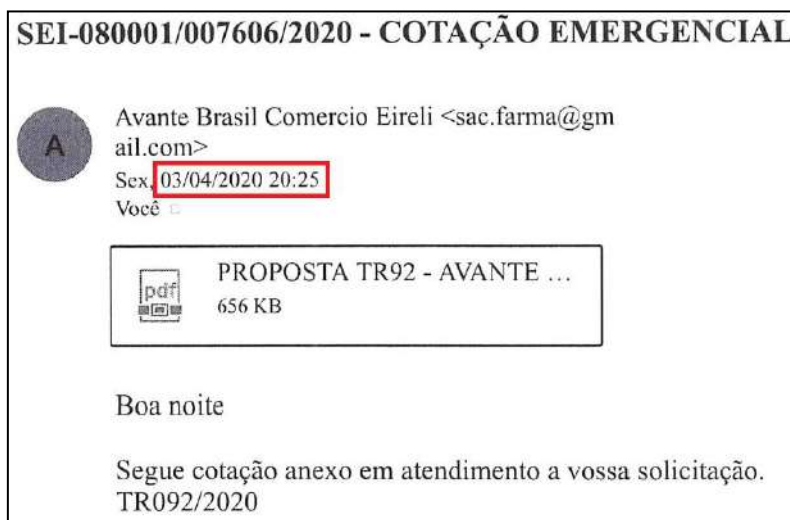 SEI-080001/007606/2020 - COTAÇÃO EMERGENCIAL
A
Avante Brasil Comercio Eireli <sac.farma@gm
ail.com>
Sex, 03/04/2020 20:25
Você
pdf
PROPOSTA TR92 - AVANTE ...
656 KB
Boa noite
Segue cotação anexo em atendimento a vossa solicitação.
TR092/2020